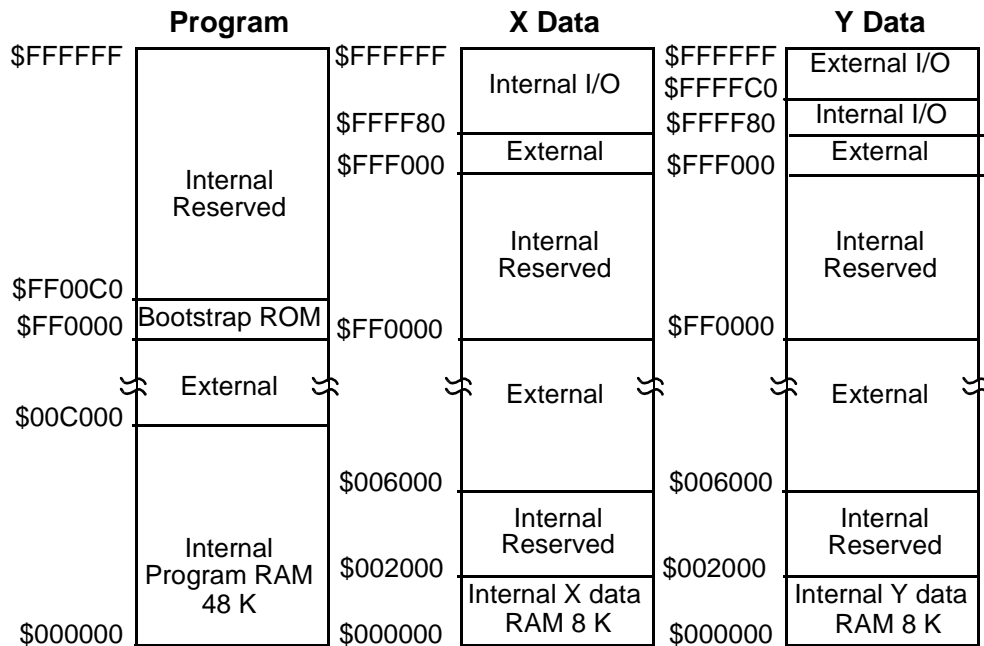 Program
$FFFFFF
Internal
Reserved
$FF00C0
Bootstrap ROM
$FF0000
External
$00C000
Internal
Program RAM
48 K
$000000
X Data
$FFFFFF
Internal I/O
$FFFF80
External
$FFF000
Internal
Reserved
$FF0000
External
$006000
Internal
Reserved
$002000
Internal X data
RAM 8 K
$000000
Y Data
$FFFFFF
External I/O
$FFFFC0
Internal I/O
$FFFF80
External
$FFF000
Internal
Reserved
$FF0000
External
$006000
Internal
Reserved
$002000
Internal Y data
RAM 8 K
$000000